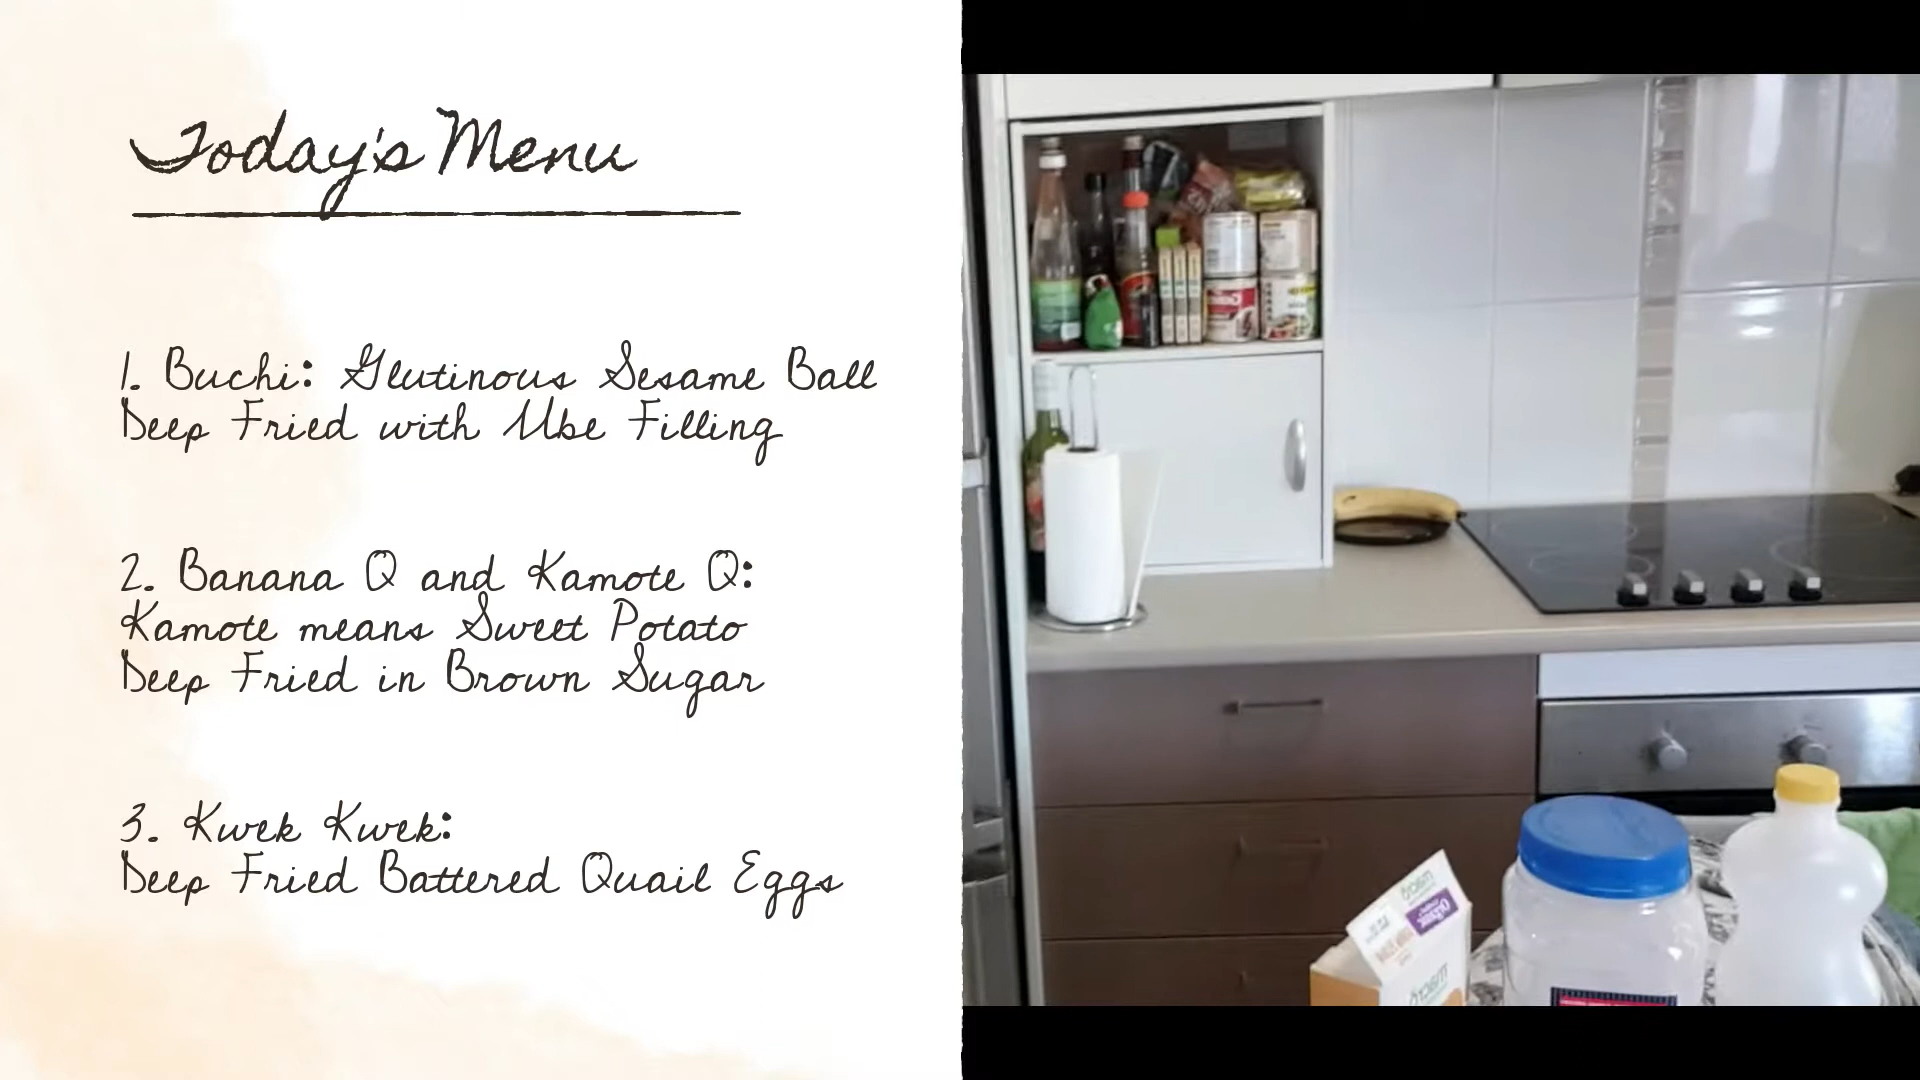 Today's Menu
1. Buchi: Glutinous Sesame Ball
Deep Fried with Ube Filling
2. Banana Q and Kamote Q:
Kamote means Sweet Potato
Deep Fried in Brown Sugar
3. Kwek Kwek:
Deep Fried Battered Quail Eggs